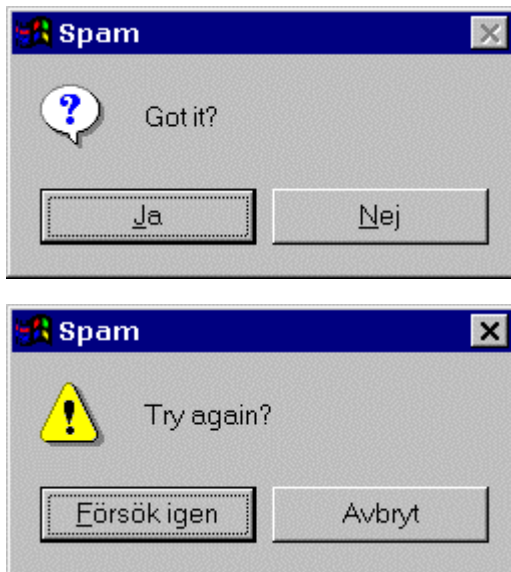 Spam
Got it?
Ja Nej
Spam
Try again?
Försök igen Avbryt